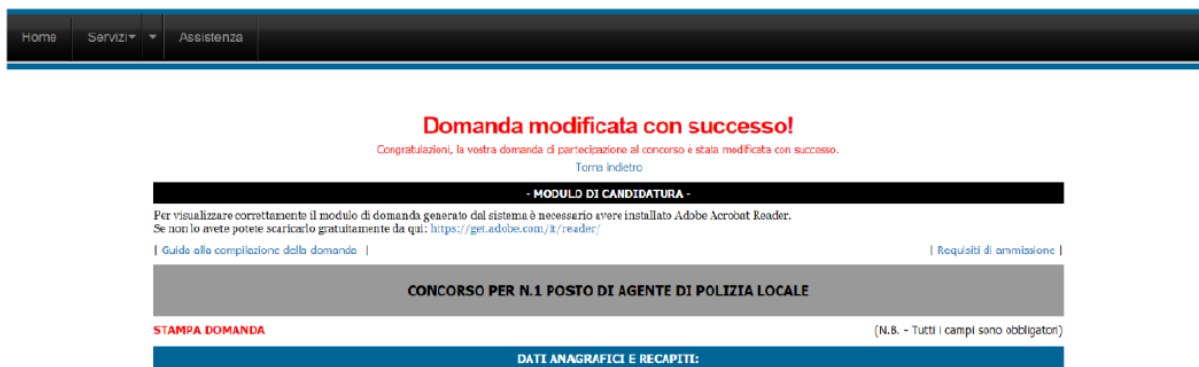 Home Servizi Assistenza
Domanda modificata con successo!
Congratulazioni, la vostra domanda di partecipazione al concorso è stata modificata con successo.
Torna indietro
- MODULO DI CANDIDATURA -
Per visualizzare correttamente il modulo di domanda generato dal sistema è necessario avere installato Adobe Acrobat Reader.
Se non lo avete potete scaricarlo gratuitamente da qui: https://get.adobe.com/it/reader/
| Guida alla compilazione della domanda | | Requisiti di ammissione |
CONCORSO PER N.1 POSTO DI AGENTE DI POLIZIA LOCALE
STAMPA DOMANDA (N.B. - Tutti i campi sono obbligatori)
DATI ANAGRAFICI E RECAPITI: